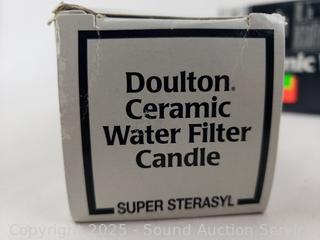 Doulton®
Ceramic
Water Filter
Candle
SUPER STERASYL
Copyright 2025 - Sound Auction Service